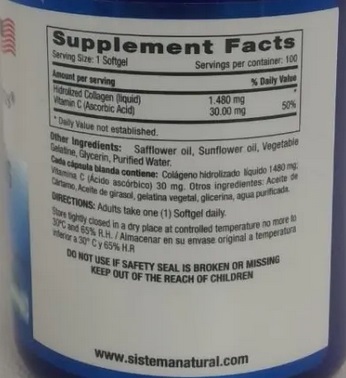 Supplement Facts
Serving Size: 1 Softgel Servings per container: 100
Amount per serving % Daily Value
Hidrolized Collagen (liquid) 1.480 mg *
Vitamin C (Ascorbic Acid) 30.00 mg 50%
* Daily Value not established.
Other Ingredients: Safflower oil, Sunflower oil, Vegetable
Gelatine, Glycerin, Purified Water.
Cada cápsula blanda contiene: Colágeno hidrolizado líquido 1480 mg;
Vitamina C (Ácido ascórbico) 30 mg. Otros ingredientes: Aceite de
Cártamo, Aceite de girasol, gelatina vegetal, glicerina, agua purificada.
DIRECTIONS: Adults take one (1) Softgel daily.
Store tightly closed in a dry place at controlled temperature no more to
30ºC and 65% R.H. / Almacenar en su envase original a temperatura
inferior a 30° C y 65% H.R
DO NOT USE IF SAFETY SEAL IS BROKEN OR MISSING
KEEP OUT OF THE REACH OF CHILDREN
www.sistemanatural.com